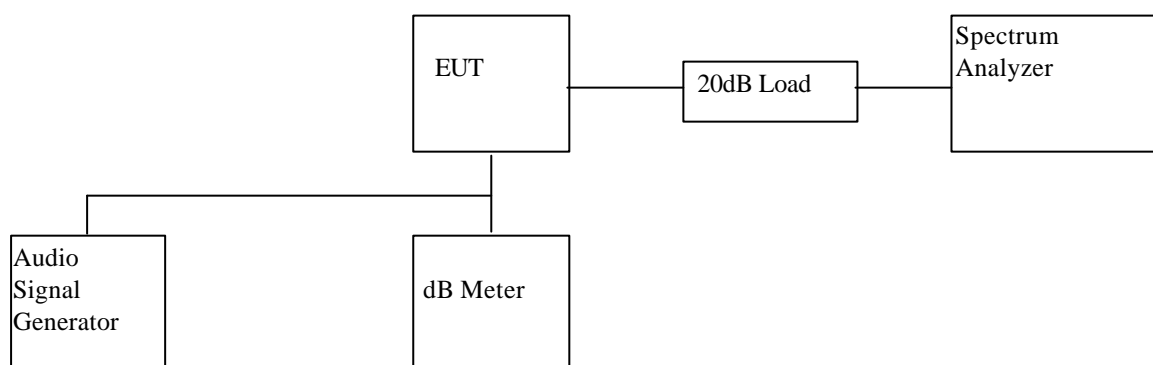 EUT
20dB Load
Spectrum
Analyzer
Audio
Signal
Generator
dB Meter